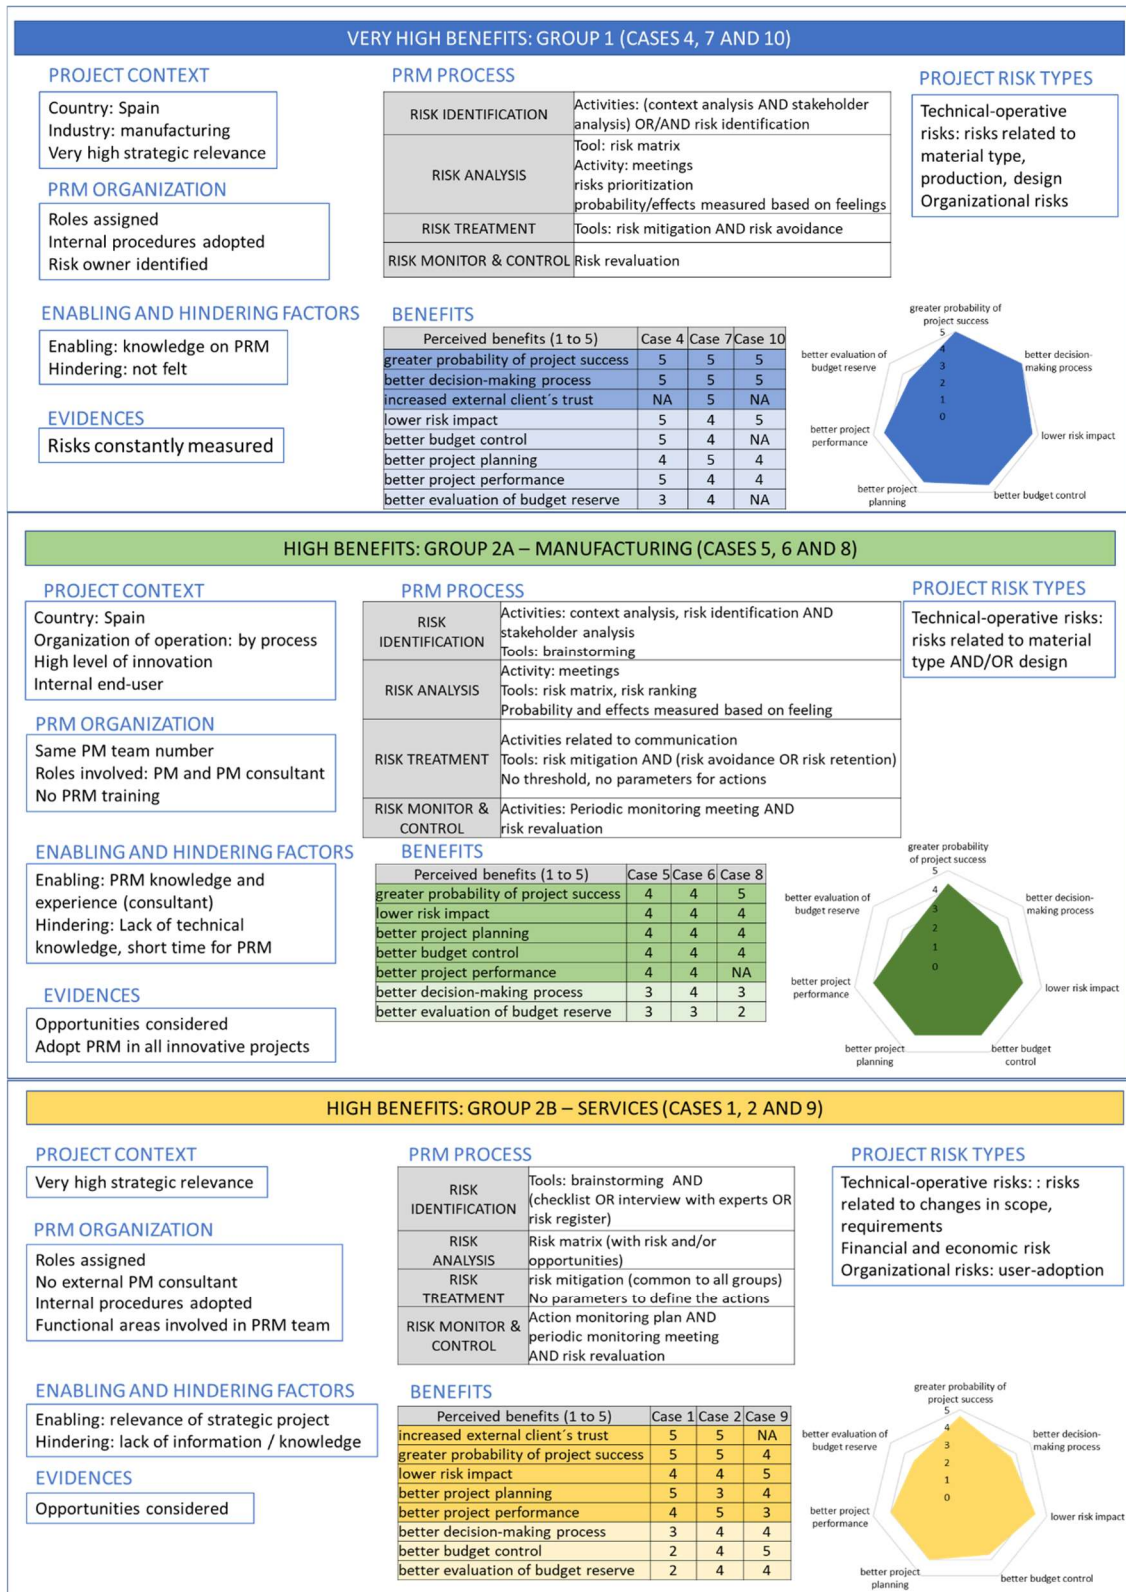 VERY HIGH BENEFITS: GROUP 1 (CASES 4, 7 AND 10)
PROJECT CONTEXT
Country: Spain
Industry: manufacturing
Very high strategic relevance
PRM ORGANIZATION
Roles assigned
Internal procedures adopted
Risk owner identified
ENABLING AND HINDERING FACTORS
Enabling: knowledge on PRM
Hindering: not felt
EVIDENCES
Risks constantly measured
PRM PROCESS
RISK IDENTIFICATION
Activities: (context analysis AND stakeholder
analysis) OR/AND risk identification
RISK ANALYSIS
Tool: risk matrix
Activity: meetings
risks prioritization
probability/effects measured based on feelings
RISK TREATMENT
Tools: risk mitigation AND risk avoidance
RISK MONITOR & CONTROL
Risk revaluation
PROJECT RISK TYPES
Technical-operative
risks: risks related to
material type,
production, design
Organizational risks
BENEFITS
Perceived benefits (1 to 5) Case 4 Case 7 Case 10
greater probability of project success 5 5 5
better decision-making process 5 5 5
increased external client´s trust NA 5 NA
lower risk impact 5 4 5
better budget control 5 4 NA
better project planning 4 5 4
better project performance 5 4 4
better evaluation of budget reserve 3 4 NA
greater probability of
project success
better decision-
making process
lower risk impact
better budget control
better project
planning
better project
performance
better evaluation of
budget reserve
5
4
3
2
1
0
HIGH BENEFITS: GROUP 2A – MANUFACTURING (CASES 5, 6 AND 8)
PROJECT CONTEXT
Country: Spain
Organization of operation: by process
High level of innovation
Internal end-user
PRM ORGANIZATION
Same PM team number
Roles involved: PM and PM consultant
No PRM training
ENABLING AND HINDERING FACTORS
Enabling: PRM knowledge and
experience (consultant)
Hindering: Lack of technical
knowledge, short time for PRM
EVIDENCES
Opportunities considered
Adopt PRM in all innovative projects
PRM PROCESS
RISK
IDENTIFICATION
Activities: context analysis, risk identification AND
stakeholder analysis
Tools: brainstorming
RISK ANALYSIS
Activity: meetings
Tools: risk matrix, risk ranking
Probability and effects measured based on feeling
RISK TREATMENT
Activities related to communication
Tools: risk mitigation AND (risk avoidance OR risk retention)
No threshold, no parameters for actions
RISK MONITOR &
CONTROL
Activities: Periodic monitoring meeting AND
risk revaluation
PROJECT RISK TYPES
Technical-operative risks:
risks related to material
type AND/OR design
BENEFITS
Perceived benefits (1 to 5) Case 5 Case 6 Case 8
greater probability of project success 4 4 5
lower risk impact 4 4 4
better project planning 4 4 4
better budget control 4 4 4
better project performance 4 4 NA
better decision-making process 3 4 3
better evaluation of budget reserve 3 3 2
greater probability
of project success
better decision-
making process
lower risk impact
better budget
control
better project
planning
better project
performance
better evaluation of
budget reserve
5
4
3
2
1
0
HIGH BENEFITS: GROUP 2B – SERVICES (CASES 1, 2 AND 9)
PROJECT CONTEXT
Very high strategic relevance
PRM ORGANIZATION
Roles assigned
No external PM consultant
Internal procedures adopted
Functional areas involved in PRM team
ENABLING AND HINDERING FACTORS
Enabling: relevance of strategic project
Hindering: lack of information / knowledge
EVIDENCES
Opportunities considered
PRM PROCESS
RISK
IDENTIFICATION
Tools: brainstorming AND
(checklist OR interview with experts OR
risk register)
RISK
ANALYSIS
Risk matrix (with risk and/or
opportunities)
RISK
TREATMENT
risk mitigation (common to all groups)
No parameters to define the actions
RISK MONITOR &
CONTROL
Action monitoring plan AND
periodic monitoring meeting
AND risk revaluation
PROJECT RISK TYPES
Technical-operative risks: : risks
related to changes in scope,
requirements
Financial and economic risk
Organizational risks: user-adoption
BENEFITS
Perceived benefits (1 to 5) Case 1 Case 2 Case 9
increased external client´s trust 5 5 NA
greater probability of project success 5 5 4
lower risk impact 4 4 5
better project planning 5 3 4
better project performance 4 5 3
better decision-making process 3 4 4
better budget control 2 4 5
better evaluation of budget reserve 2 4 4
greater probability of
project success
better decision-
making process
lower risk impact
better budget control
better project
planning
better project
performance
better evaluation of
budget reserve
5
4
3
2
1
0